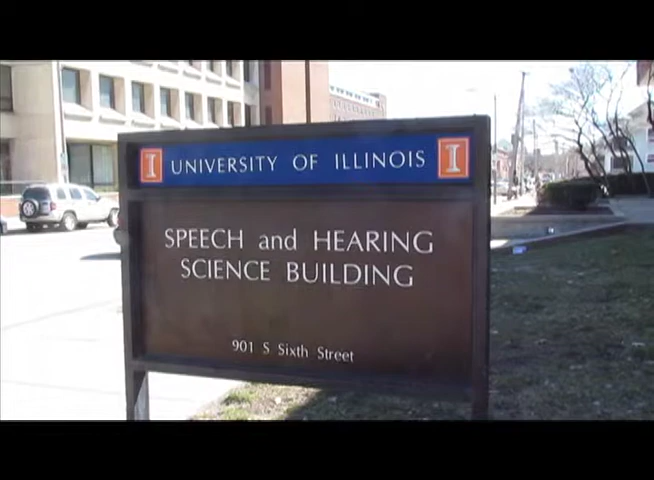 I UNIVERSITY OF ILLINOIS I
SPEECH and HEARING
SCIENCE BUILDING
901 S Sixth Street